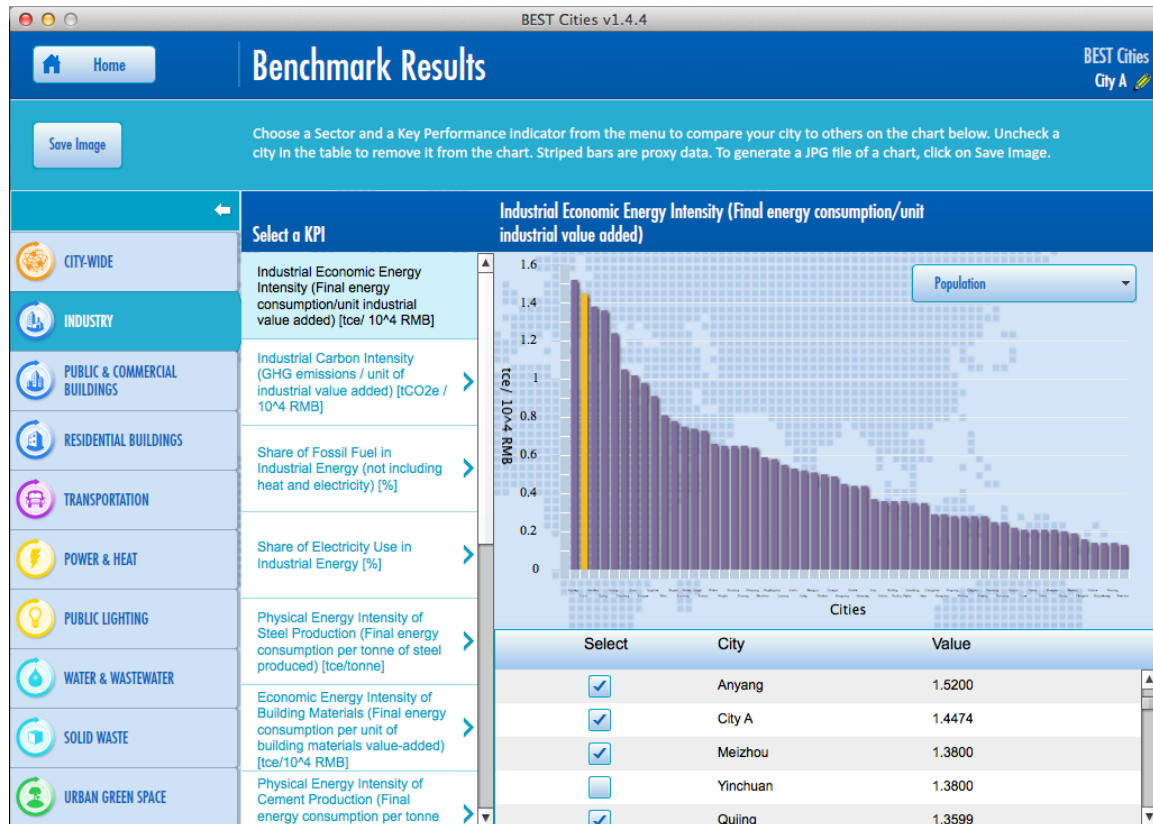 BEST Cities v1.4.4
Home
Benchmark Results
BEST Cities
City A
Save Image
Choose a Sector and a Key Performance Indicator from the menu to compare your city to others on the chart below. Uncheck a
city in the table to remove it from the chart. Striped bars are proxy data. To generate a JPG file of a chart, click on Save Image.
CITY-WIDE
INDUSTRY
PUBLIC & COMMERCIAL
BUILDINGS
RESIDENTIAL BUILDINGS
TRANSPORTATION
POWER & HEAT
PUBLIC LIGHTING
WATER & WASTEWATER
SOLID WASTE
URBAN GREEN SPACE
Select a KPI
Industrial Economic Energy
Intensity (Final energy
consumption/unit industrial
value added) [tce/ 10^4 RMB]
Industrial Carbon Intensity
(GHG emissions / unit of
industrial value added) [tCO2e /
10^4 RMB]
Share of Fossil Fuel in
Industrial Energy (not including
heat and electricity) [%]
Share of Electricity Use in
Industrial Energy [%]
Physical Energy Intensity of
Steel Production (Final energy
consumption per tonne of steel
produced) [tce/tonne]
Economic Energy Intensity of
Building Materials (Final energy
consumption per unit of
building materials value-added)
[tce/10^4 RMB]
Physical Energy Intensity of
Cement Production (Final
energy consumption per tonne
Industrial Economic Energy Intensity (Final energy consumption/unit
industrial value added)
Population
1.6
1.4
1.2
1
0.8
0.6
0.4
0.2
0
tce/ 10^4 RMB
Cities
Select City Value
Anyang 1.5200
City A 1.4474
Meizhou 1.3800
Yinchuan 1.3800
Qujing 1.3599